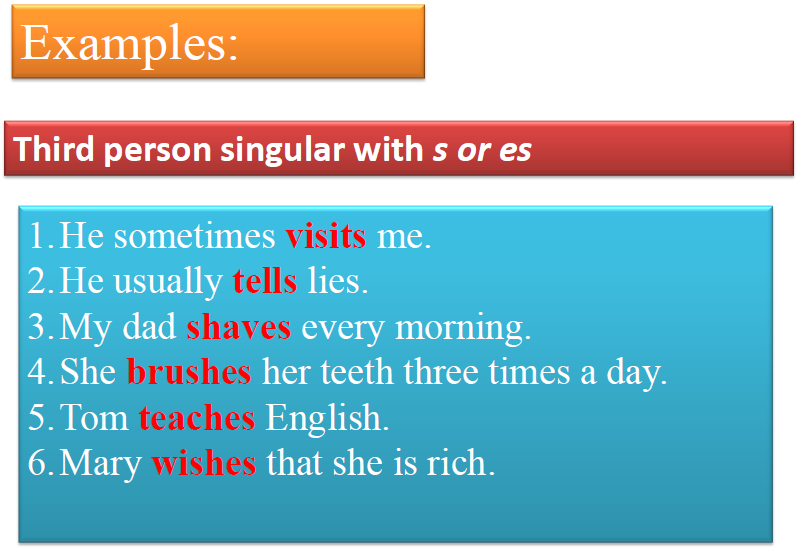 Examples:
Third person singular with s or es
1. He sometimes visits me.
2. He usually tells lies.
3. My dad shaves every morning.
4. She brushes her teeth three times a day.
5. Tom teaches English.
6. Mary wishes that she is rich.